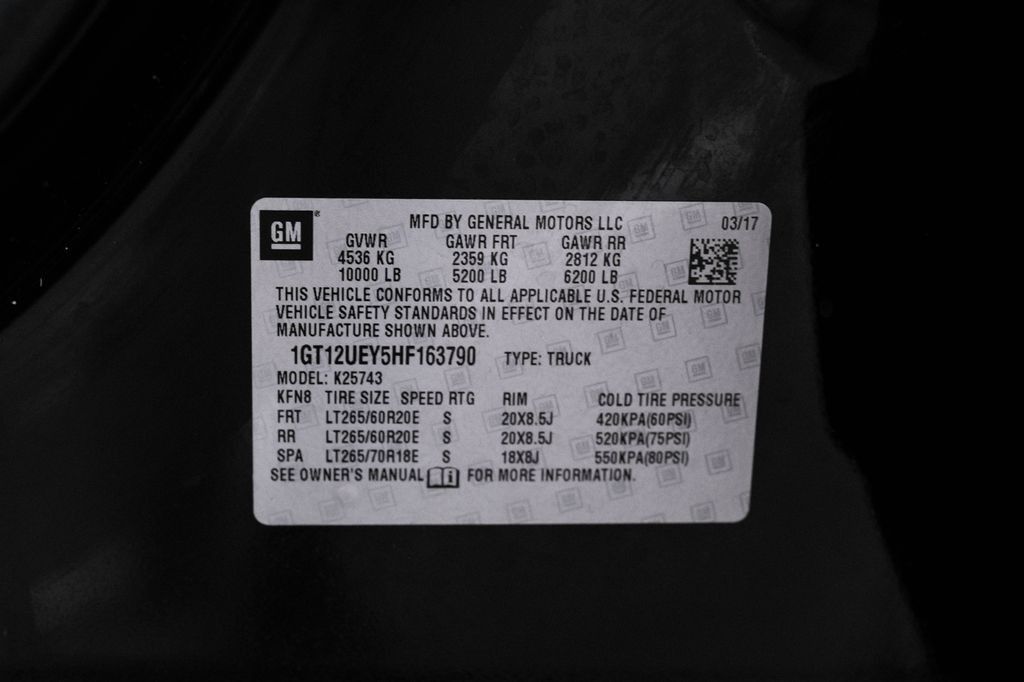 GM
MFD BY GENERAL MOTORS LLC 03/17
GVWR GAWR FRT GAWR RR
4536 KG 2359 KG 2812 KG
10000 LB 5200 LB 6200 LB
THIS VEHICLE CONFORMS TO ALL APPLICABLE U.S. FEDERAL MOTOR
VEHICLE SAFETY STANDARDS IN EFFECT ON THE DATE OF
MANUFACTURE SHOWN ABOVE.
1GT12UEY5HF163790 TYPE: TRUCK
MODEL: K25743
KFN8 TIRE SIZE SPEED RTG RIM COLD TIRE PRESSURE
FRT LT265/60R20E S 20X8.5J 420KPA(60PSI)
RR LT265/60R20E S 20X8.5J 520KPA(75PSI)
SPA LT265/70R18E S 18X8J 550KPA(80PSI)
SEE OWNER'S MANUAL FOR MORE INFORMATION.